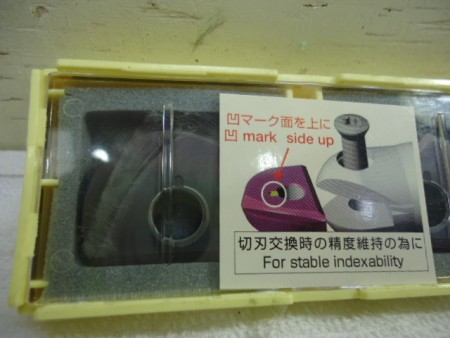 凹マーク面を上に
凹 mark side up
切刃交換時の精度維持の為に
For stable indexability